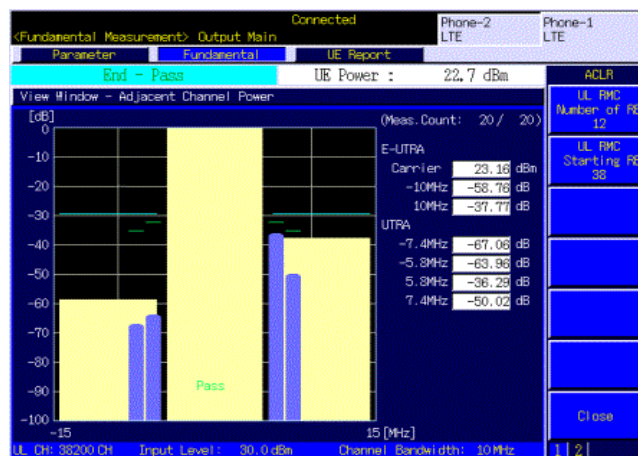 Connected
Phone-2
LTE
Phone-1
LTE
<Fundamental Measurement> Output Main
Parameter
Fundamental
UE Report
End - Pass
UE Power : 22.7 dBm
ACLR
View Window - Adjacent Channel Power
UL RMC
Number of RB
12
UL RMC
Starting RB
38
Close
1 2
[dB]
0
-10
-20
-30
-40
-50
-60
-70
-80
-90
-100
-15
15 [MHz]
Pass
(Meas.Count: 20/ 20)
E-UTRA
Carrier 23.16 dBm
-10MHz -58.76 dB
10MHz -37.77 dB
UTRA
-7.4MHz -67.06 dB
-5.8MHz -63.96 dB
5.8MHz -36.29 dB
7.4MHz -50.02 dB
UL CH: 38200 CH Input Level: 30.0 dBm Channel Bandwidth: 10 MHz